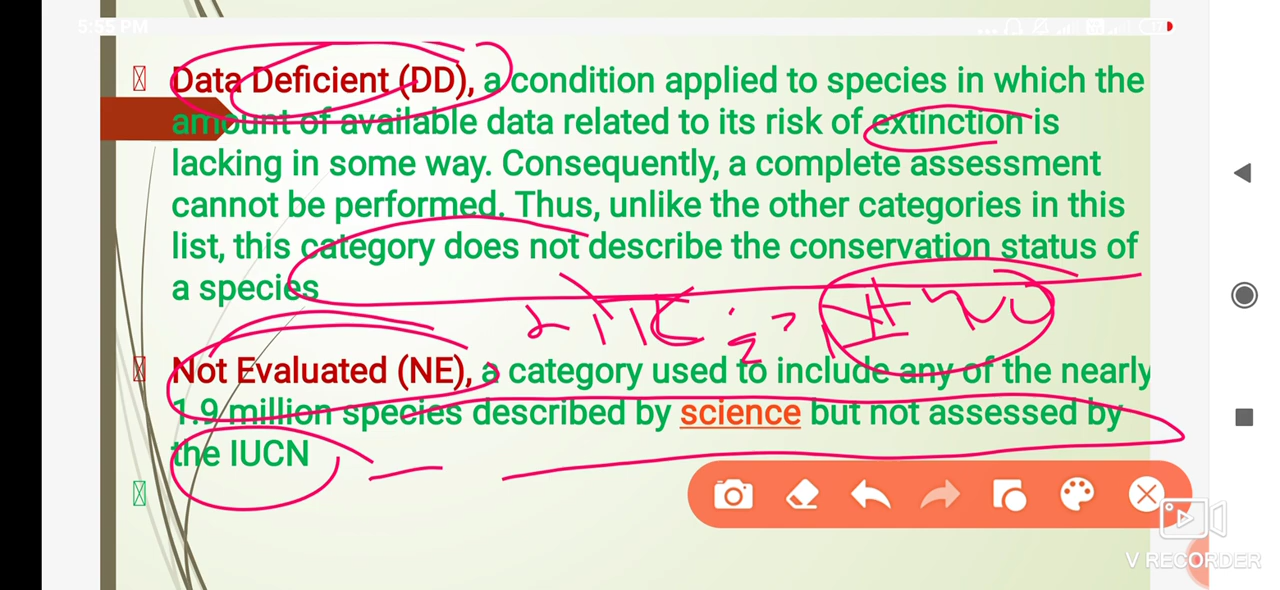 5:55 PM
Data Deficient (DD), a condition applied to species in which the
amount of available data related to its risk of extinction is
lacking in some way. Consequently, a complete assessment
cannot be performed. Thus, unlike the other categories in this
list, this category does not describe the conservation status of
a species
Not Evaluated (NE), a category used to include any of the nearly
1.9 million species described by science but not assessed by
the IUCN
V RECORDER